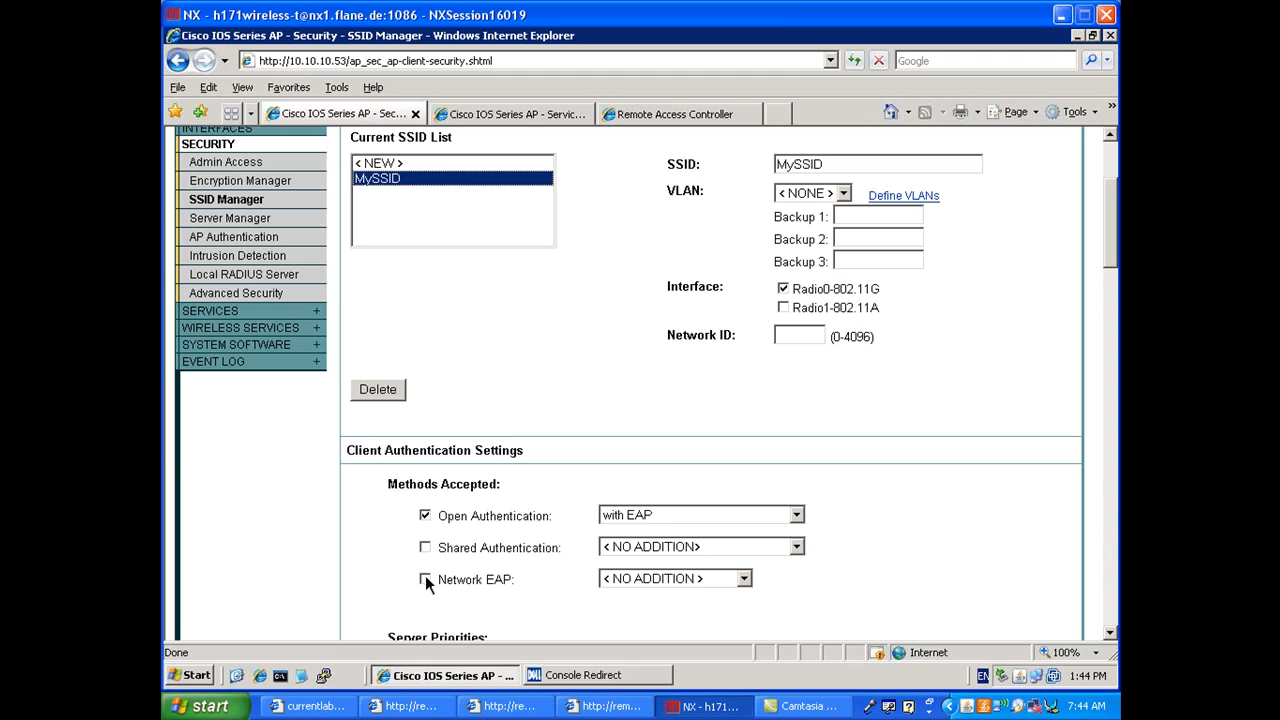 NX - h171wireless-t@nx1.flane.de:1086 - NXSession16019
Cisco IOS Series AP - Security - SSID Manager - Windows Internet Explorer
http://10.10.10.53/ap_sec_ap-client-security.shtml
Google
File Edit View Favorites Tools Help
Cisco IOS Series AP - Sec...
Cisco IOS Series AP - Servic...
Remote Access Controller
Page
Tools
INTERFACES
SECURITY
Admin Access
Encryption Manager
SSID Manager
Server Manager
AP Authentication
Intrusion Detection
Local RADIUS Server
Advanced Security
SERVICES +
WIRELESS SERVICES +
SYSTEM SOFTWARE +
EVENT LOG +
Current SSID List
< NEW >
MySSID
Delete
SSID: MySSID
VLAN: < NONE > Define VLANs
Backup 1:
Backup 2:
Backup 3:
Interface: Radio0-802.11G
Radio1-802.11A
Network ID: (0-4096)
Client Authentication Settings
Methods Accepted:
Open Authentication: with EAP
Shared Authentication: < NO ADDITION>
Network EAP: < NO ADDITION >
Server Priorities:
Done Internet 100%
Start Cisco IOS Series AP - ... Console Redirect EN 1:44 PM
start currentlab... http://re... http://re... http://rem... NX - h171... Camtasia ... 7:44 AM